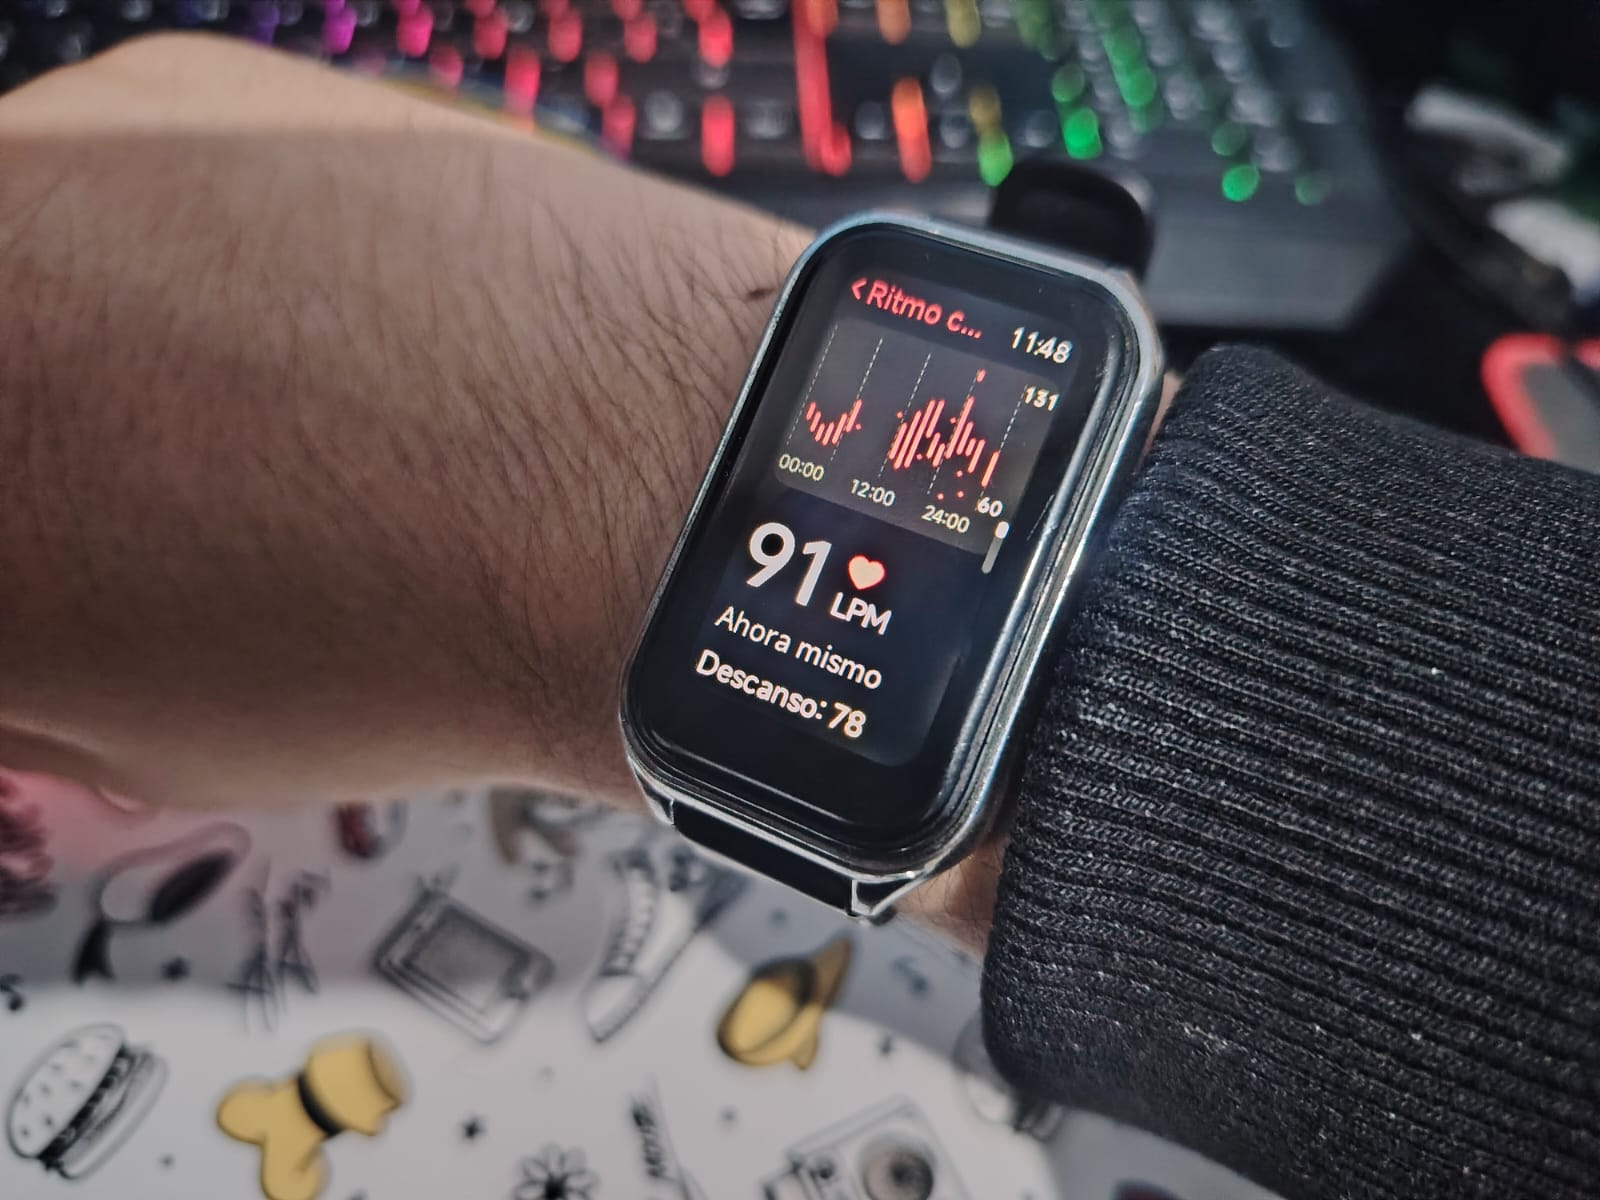 < Ritmo c...
11:48
131
60
00:00
12:00
24:00
91
LPM
Ahora mismo
Descanso: 78